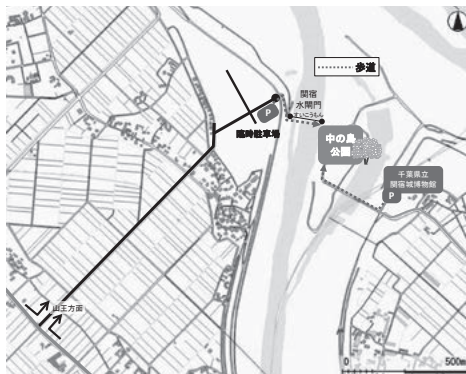 歩道
関宿
水閘門
すいこうもん
P
臨時駐車場
中の島
公園
千葉県立
関宿城博物館
P
山王方面
0 500m